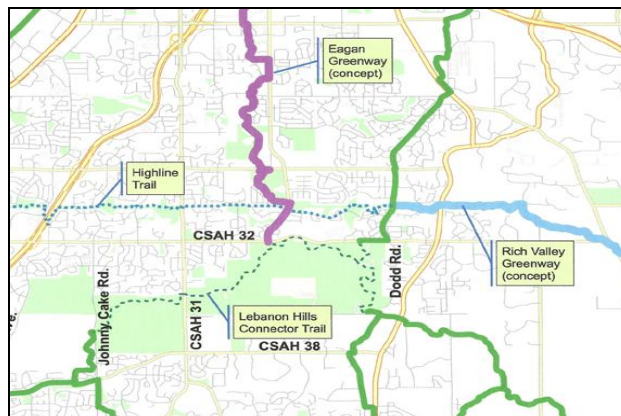 Eagan
Greenway
(concept)
Highline
Trail
CSAH 32
Dodd Rd.
Rich Valley
Greenway
(concept)
Johnny Cake Rd.
CSAH 31
Lebanon Hills
Connector Trail
CSAH 38